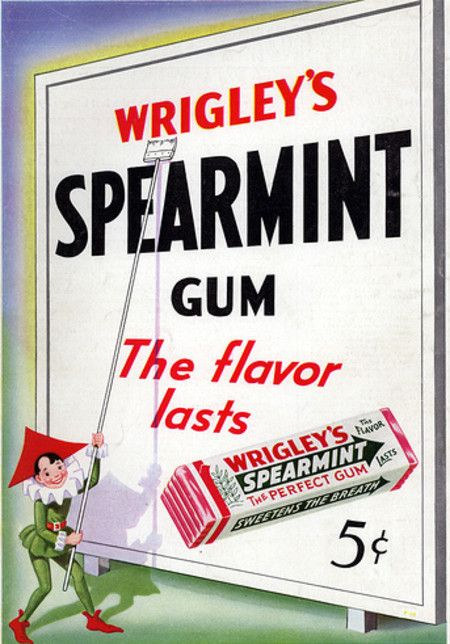 WRIGLEY'S
SPEARMINT
GUM
The flavor
lasts
WRIGLEY'S
SPEARMINT
THE PERFECT GUM
SWEETENS THE BREATH
THE
FLAVOR
LASTS
5¢